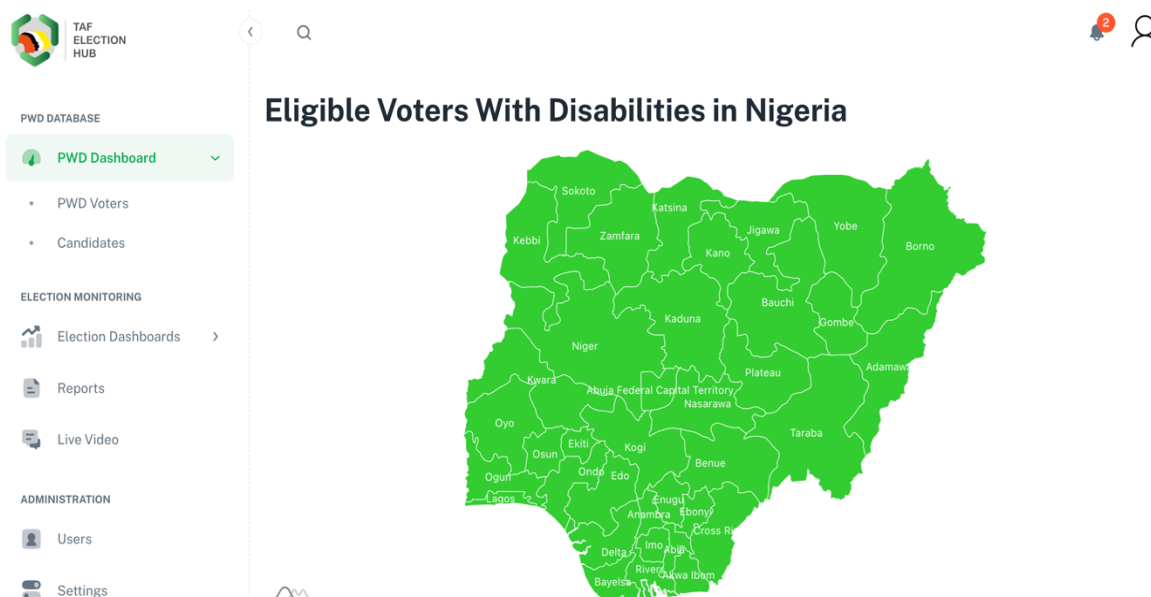 TAF
ELECTION
HUB
2
PWD DATABASE
PWD Dashboard
PWD Voters
Candidates
ELECTION MONITORING
Election Dashboards
Reports
Live Video
ADMINISTRATION
Users
Settings
Eligible Voters With Disabilities in Nigeria
Sokoto
Katsina
Kebbi
Zamfara
Kano
Jigawa
Yobe
Borno
Bauchi
Kaduna
Gombe
Niger
Adamaw
Plateau
Kwara
Abuja Federal Capital Territory
Nasarawa
Oyo
Taraba
Ekiti
Kogi
Osun
Benue
Ondo
Edo
Ogun
Lagos
Enugu
Anambra
Ebonyi
Cross Ri
Imo
Abia
Delta
Rivers
Akwa Ibom
Bayelsa